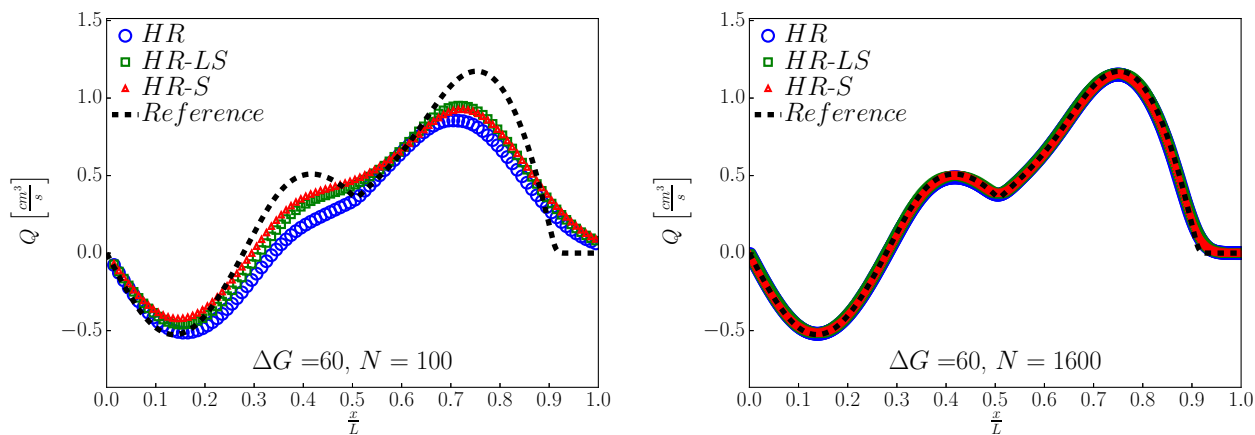 1.5
1.0
0.5
0.0
−0.5
Q [cm³/s]
HR
HR-LS
HR-S
Reference
ΔG =60, N = 100
0.0 0.1 0.2 0.3 0.4 0.5 0.6 0.7 0.8 0.9 1.0
x/L
1.5
1.0
0.5
0.0
−0.5
Q [cm³/s]
HR
HR-LS
HR-S
Reference
ΔG =60, N = 1600
0.0 0.1 0.2 0.3 0.4 0.5 0.6 0.7 0.8 0.9 1.0
x/L